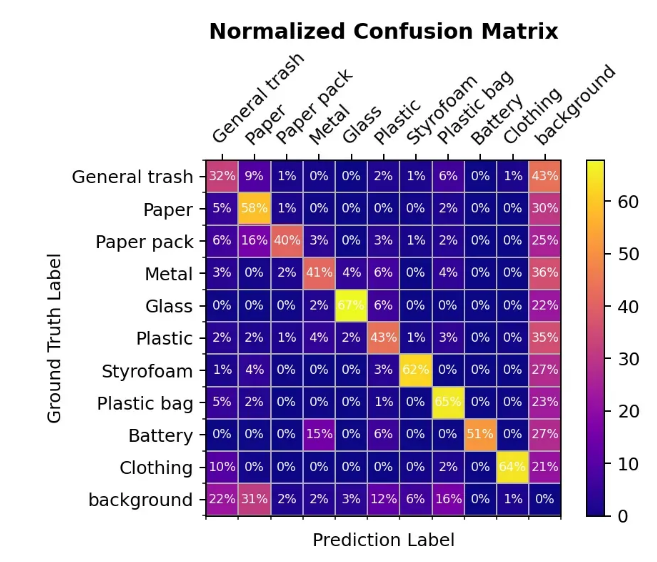 Normalized Confusion Matrix
General trash
Paper
Paper pack
Metal
Glass
Plastic
Styrofoam
Plastic bag
Battery
Clothing
background
General trash 32% 9% 1% 0% 0% 2% 1% 6% 0% 1% 43%
Paper 5% 58% 1% 0% 0% 0% 0% 2% 0% 0% 30%
Paper pack 6% 16% 40% 3% 0% 3% 1% 2% 0% 0% 25%
Metal 3% 0% 2% 41% 4% 6% 0% 4% 0% 0% 36%
Glass 0% 0% 0% 2% 67% 6% 0% 0% 0% 0% 22%
Plastic 2% 2% 1% 4% 2% 43% 1% 3% 0% 0% 35%
Styrofoam 1% 4% 0% 0% 0% 3% 62% 0% 0% 0% 27%
Plastic bag 5% 2% 0% 0% 0% 1% 0% 65% 0% 0% 23%
Battery 0% 0% 0% 15% 0% 6% 0% 0% 51% 0% 27%
Clothing 10% 0% 0% 0% 0% 0% 0% 2% 0% 64% 21%
background 22% 31% 2% 2% 3% 12% 6% 16% 0% 1% 0%
Ground Truth Label
Prediction Label
60
50
40
30
20
10
0